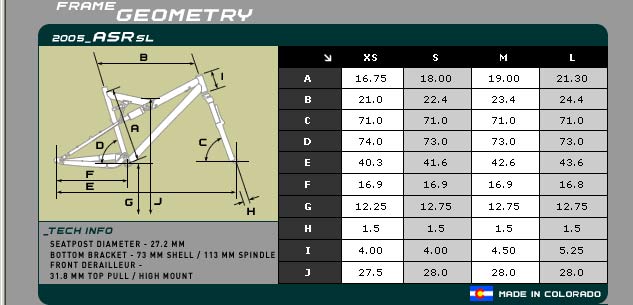 FRAME
GEOMETRY
2005_ASR SL
XS S M L
A 16.75 18.00 19.00 21.30
B 21.0 22.4 23.4 24.4
C 71.0 71.0 71.0 71.0
D 74.0 73.0 73.0 73.0
E 40.3 41.6 42.6 43.6
F 16.9 16.9 16.9 16.8
G 12.25 12.75 12.75 12.75
H 1.5 1.5 1.5 1.5
I 4.00 4.00 4.50 5.25
J 27.5 28.0 28.0 28.0
B
I
A
C
D
F
E
G
J
H
_TECH INFO
SEATPOST DIAMETER - 27.2 MM
BOTTOM BRACKET - 73 MM SHELL / 113 MM SPINDLE
FRONT DERAILLEUR -
31.8 MM TOP PULL / HIGH MOUNT
MADE IN COLORADO